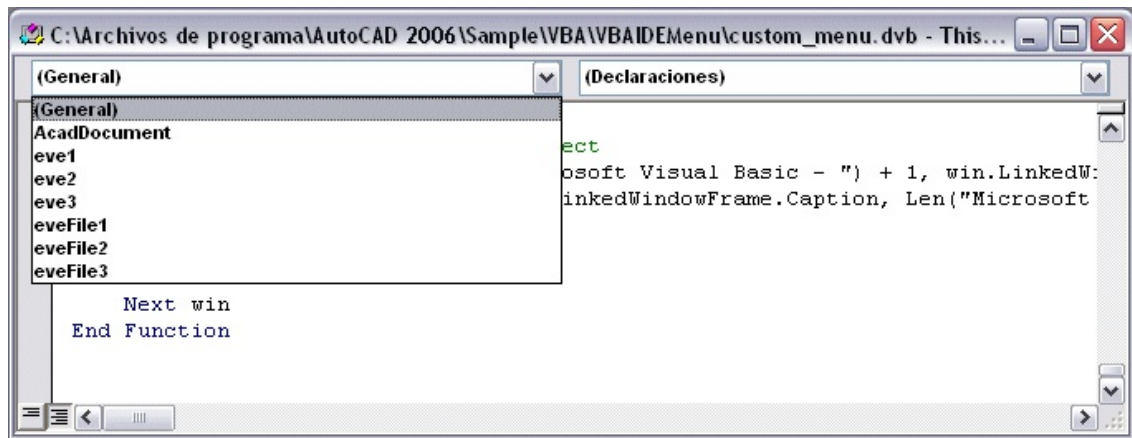 C:\Archivos de programa\AutoCAD 2006\Sample\VBA\VBAIDEMenu\custom_menu.dvb - This...
(General)
(Declaraciones)
(General)
AcadDocument
eve1
eve2
eve3
eveFile1
eveFile2
eveFile3
ect
osoft Visual Basic - ") + 1, win.LinkedW
inkedWindowFrame.Caption, Len("Microsoft
Next win
End Function